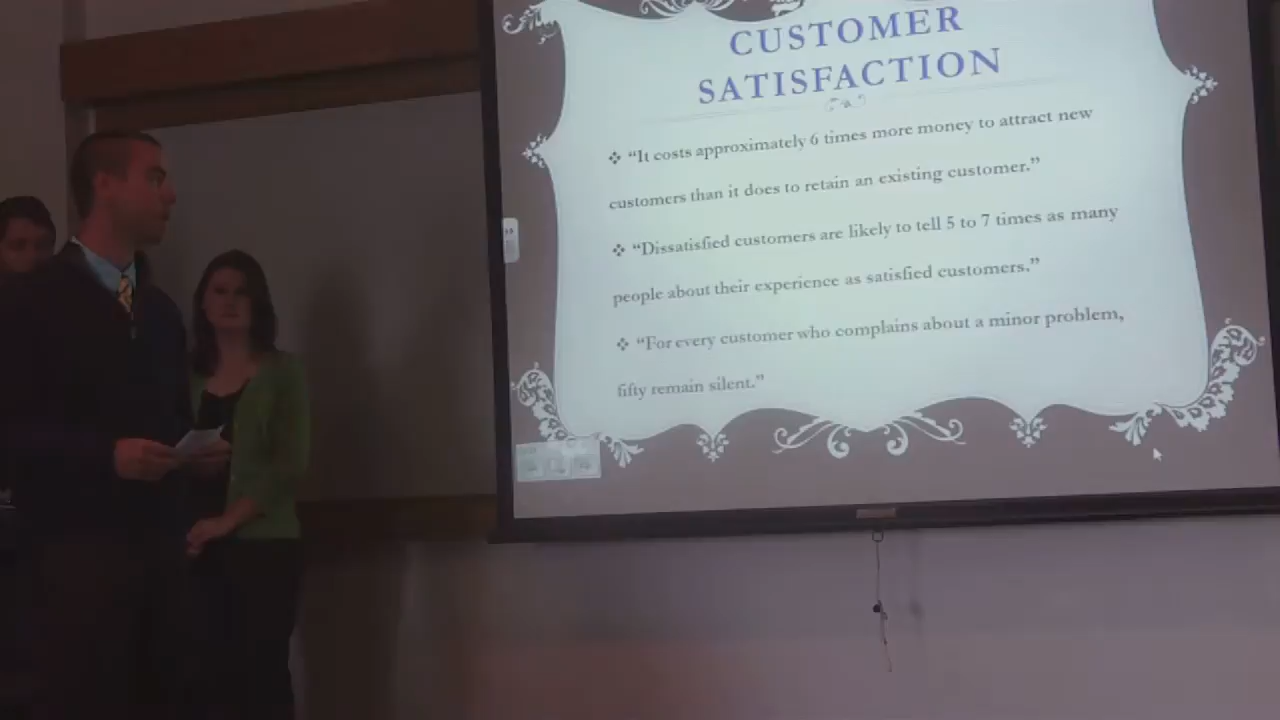 CUSTOMER
SATISFACTION
❖ “It costs approximately 6 times more money to attract new
customers than it does to retain an existing customer.”
❖ “Dissatisfied customers are likely to tell 5 to 7 times as many
people about their experience as satisfied customers.”
❖ “For every customer who complains about a minor problem,
fifty remain silent.”